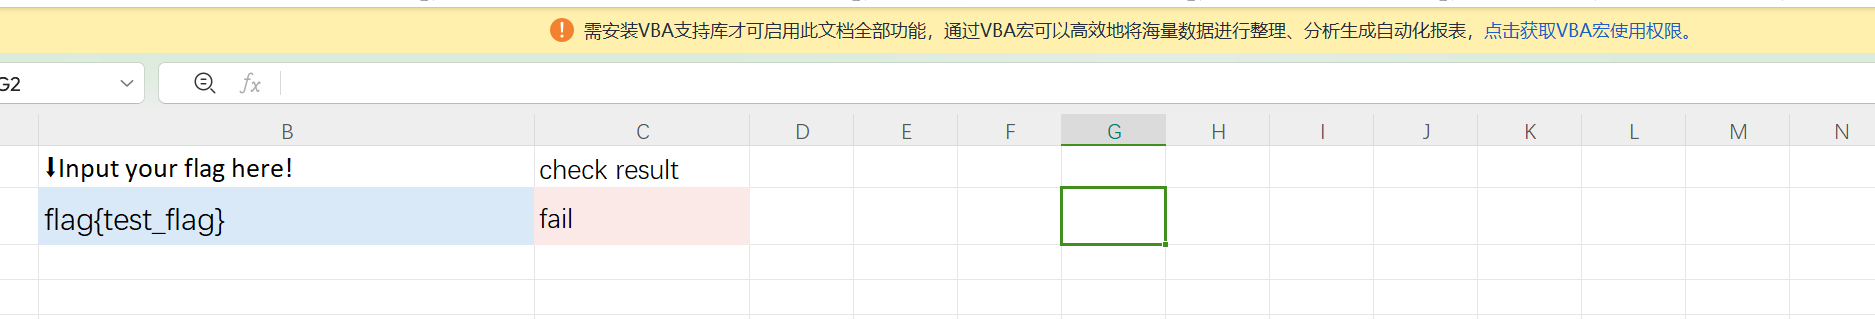 需安装VBA支持库才可启用此文档全部功能，通过VBA宏可以高效地将海量数据进行整理、分析生成自动化报表，点击获取VBA宏使用权限。
G2 fx
B C D E F G H I J K L M N
⬇Input your flag here! check result
flag{test_flag} fail